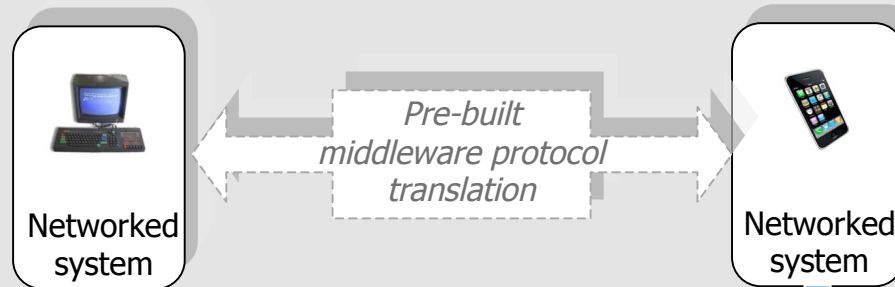 Pre-built
middleware protocol
translation
Networked
system
Networked
system